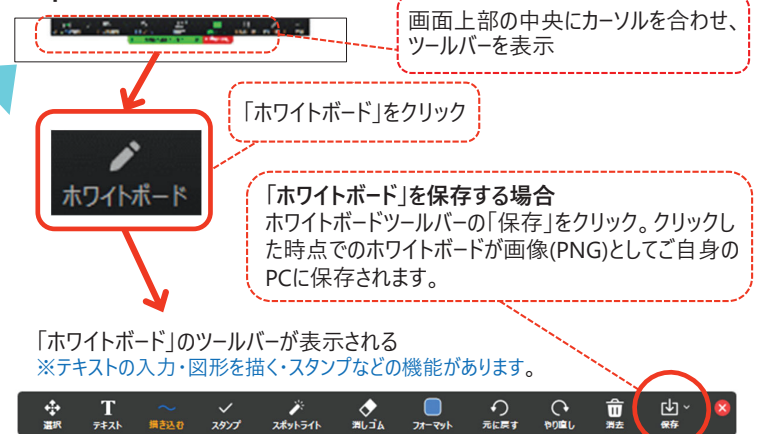 画面上部の中央にカーソルを合わせ、
ツールバーを表示
「ホワイトボード」をクリック
ホワイトボード
「ホワイトボード」を保存する場合
ホワイトボードツールバーの「保存」をクリック。クリックし
た時点でのホワイトボードが画像(PNG)としてご自身の
PCに保存されます。
「ホワイトボード」のツールバーが表示される
※テキストの入力・図形を描く・スタンプなどの機能があります。
選択 テキスト 描き込む スタンプ スポットライト 消しゴム フォーマット 元に戻す やり直し 消去 保存